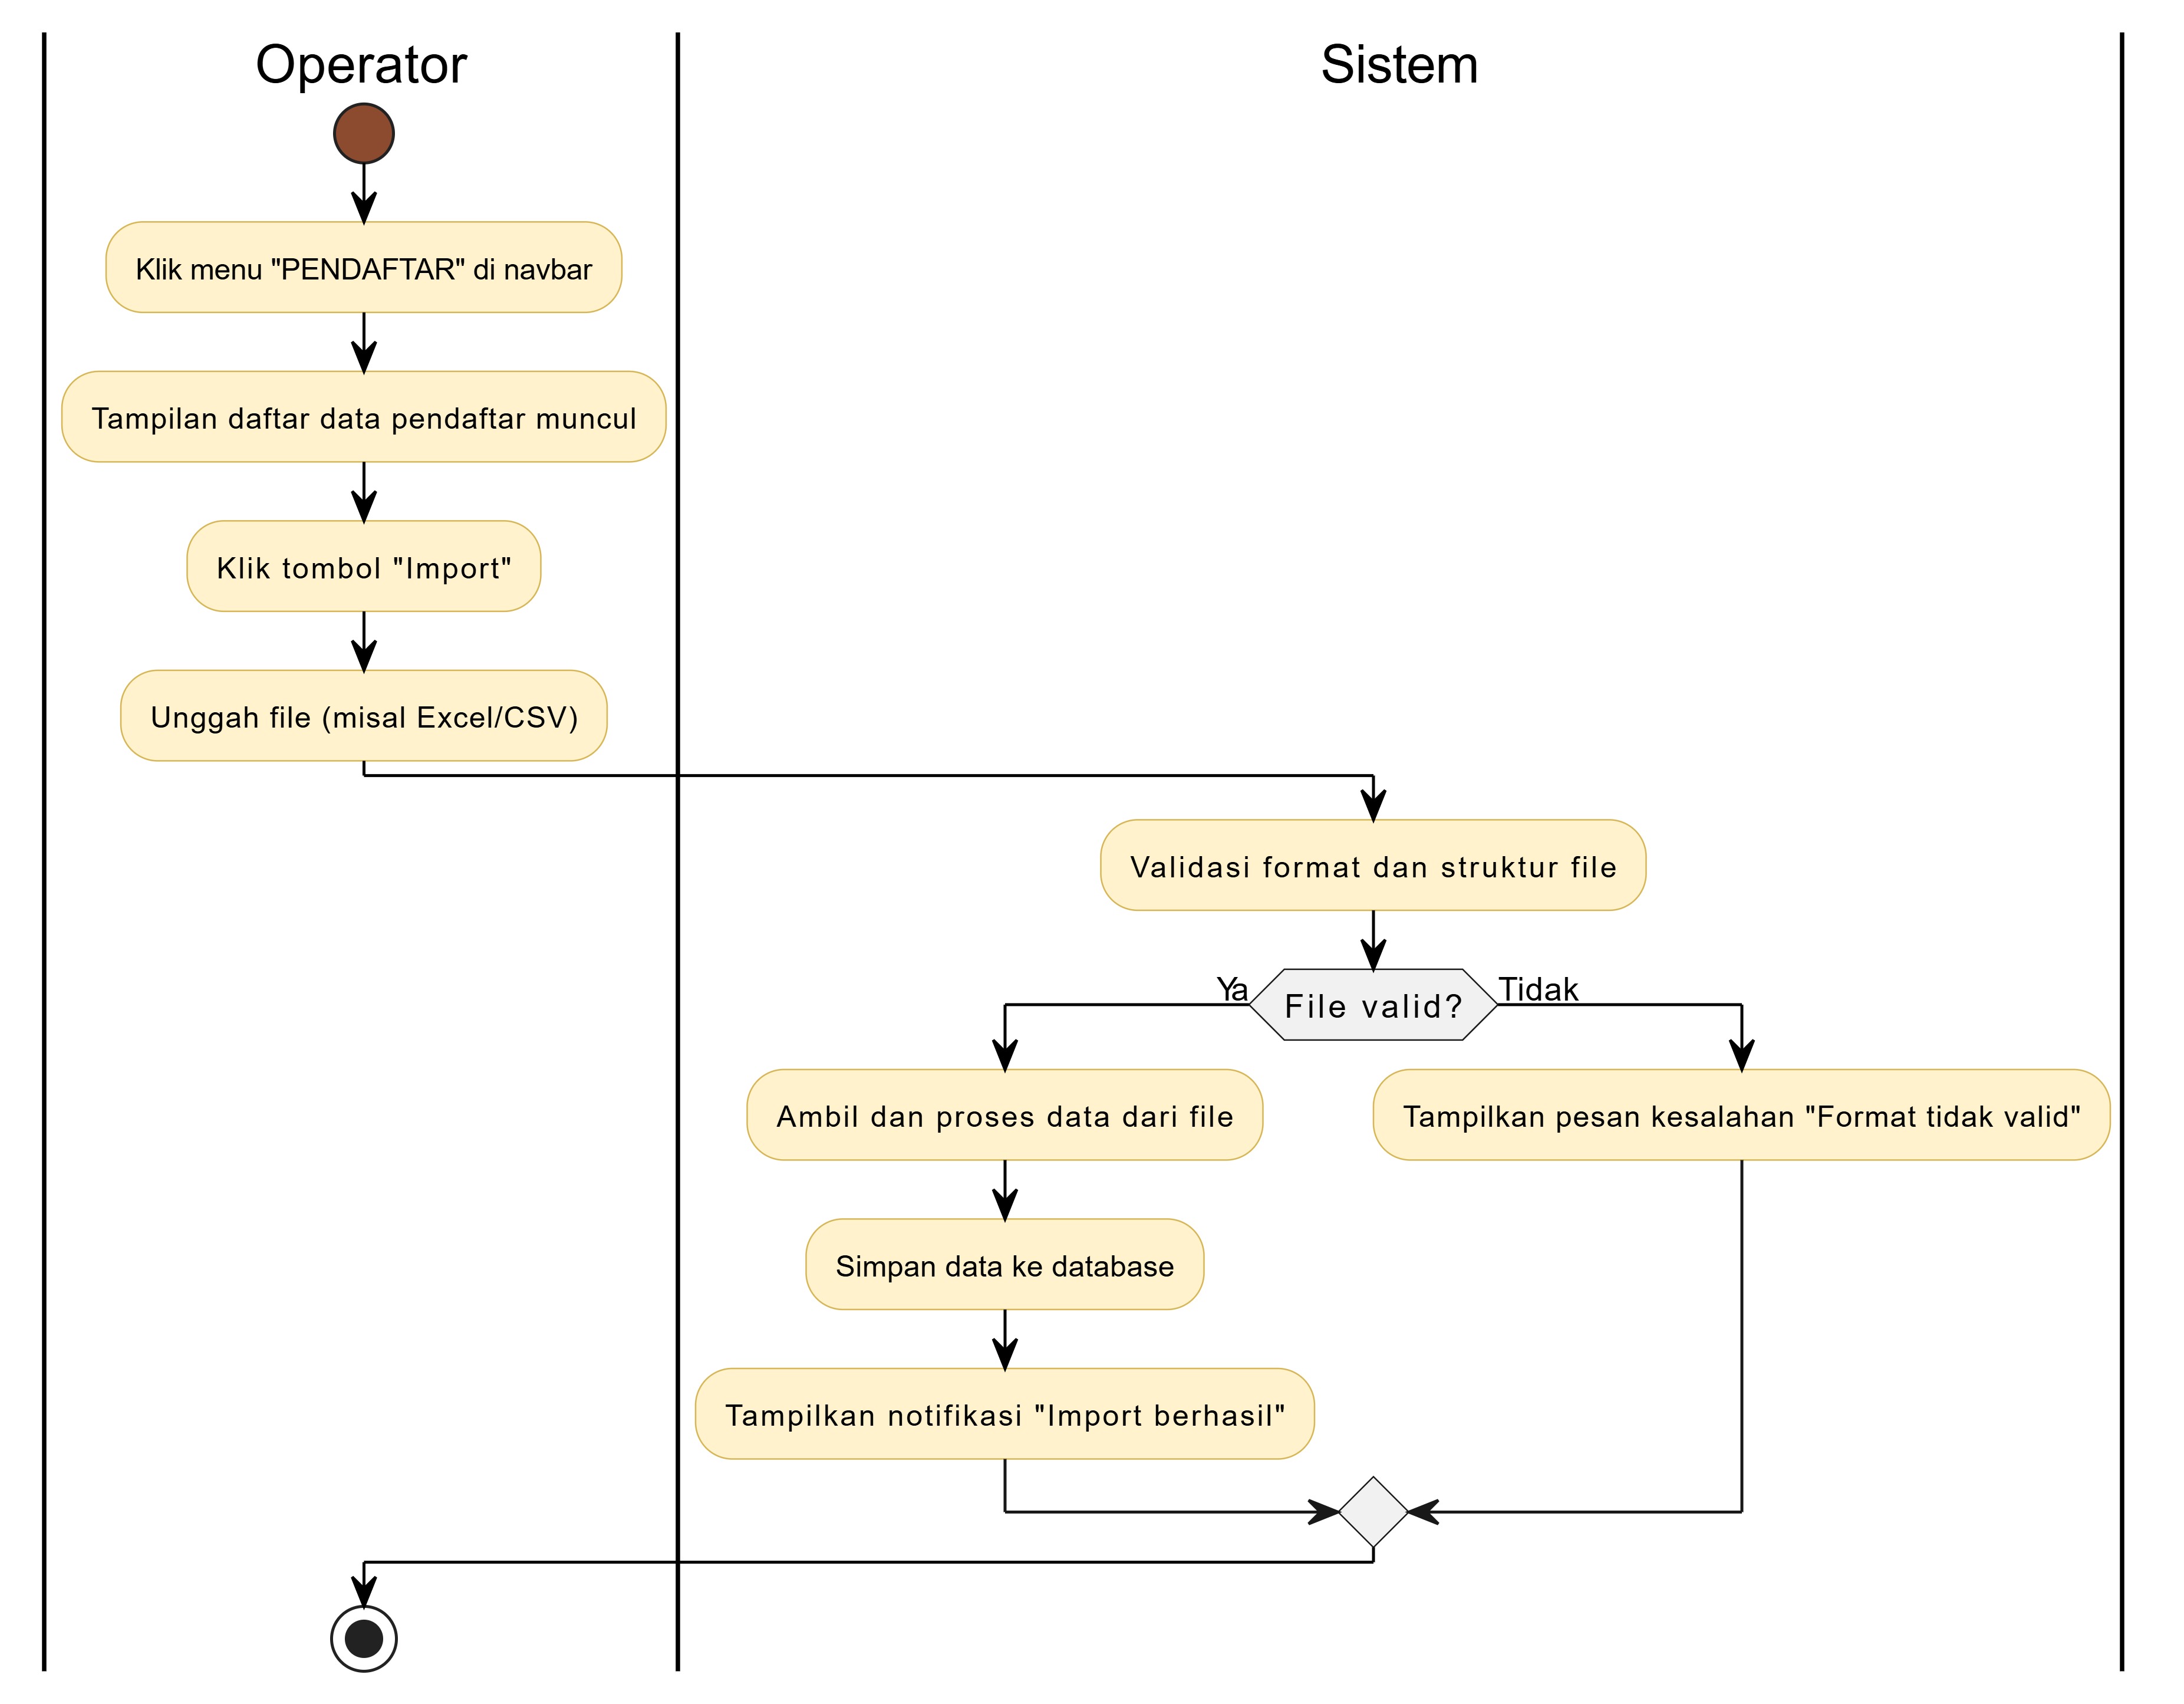 Operator
Sistem
Klik menu "PENDAFTAR" di navbar
Tampilan daftar data pendaftar muncul
Klik tombol "Import"
Unggah file (misal Excel/CSV)
Validasi format dan struktur file
Ya
File valid?
Tidak
Ambil dan proses data dari file
Tampilkan pesan kesalahan "Format tidak valid"
Simpan data ke database
Tampilkan notifikasi "Import berhasil"